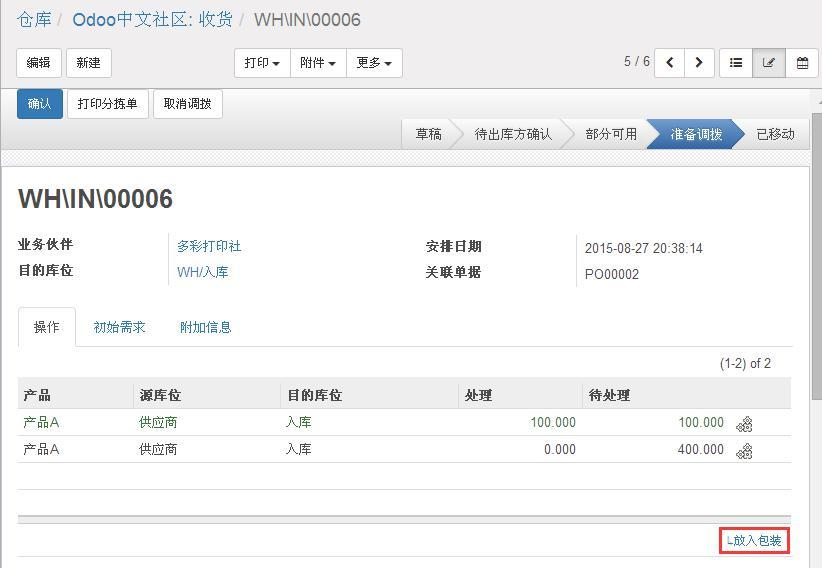 仓库 / Odoo中文社区: 收货 / WH\IN\00006
编辑 新建 打印 附件 更多 5 / 6
确认 打印分拣单 取消调拨
草稿 待出库方确认 部分可用 准备调拨 已移动
WH\IN\00006
业务伙伴 多彩打印社 安排日期 2015-08-27 20:38:14
目的库位 WH/入库 关联单据 PO00002
操作 初始需求 附加信息
(1-2) of 2
产品 源库位 目的库位 处理 待处理
产品A 供应商 入库 100.000 100.000
产品A 供应商 入库 0.000 400.000
放入包装